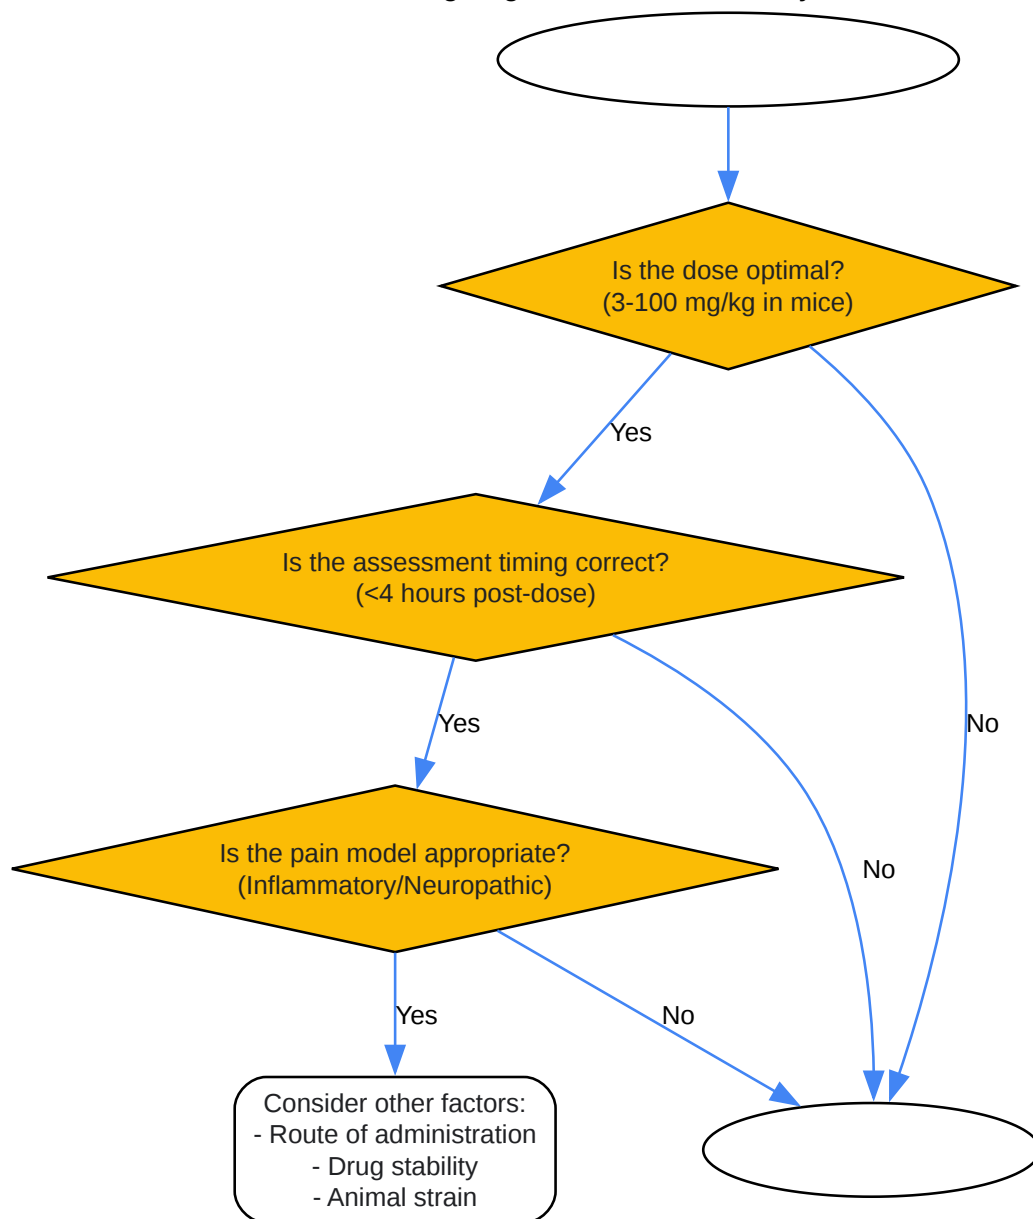 Is the dose optimal?
(3-100 mg/kg in mice)
Yes
Is the assessment timing correct?
(<4 hours post-dose)
Yes
No
Is the pain model appropriate?
(Inflammatory/Neuropathic)
No
Yes
No
Consider other factors:
- Route of administration
- Drug stability
- Animal strain